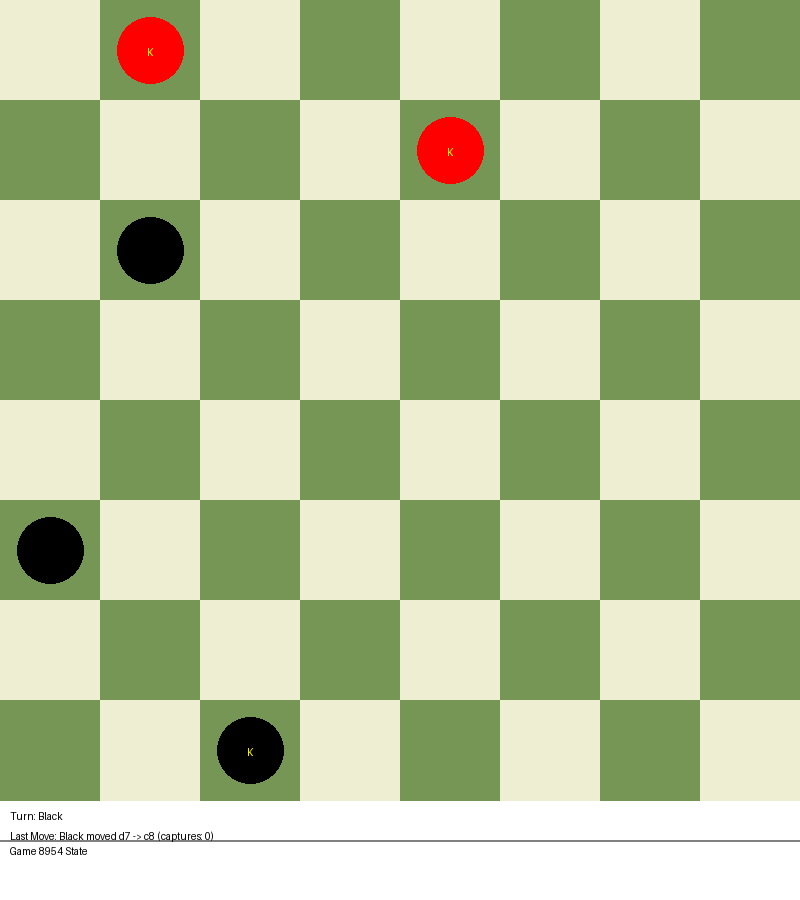 K
K
K
Turn: Black
Last Move: Black moved d7 -> c8 (captures: 0)
Game 8954 State